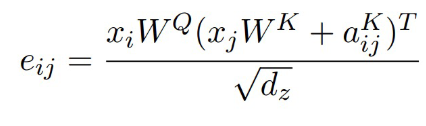 e_{ij} = \frac{x_i W^Q (x_j W^K + a_{ij}^K)^T}{\sqrt{d_z}}